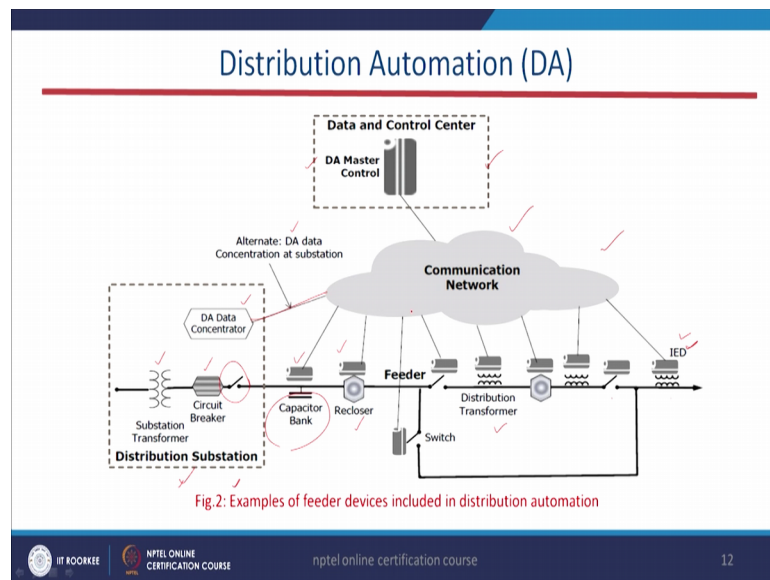 Distribution Automation (DA)
Data and Control Center
DA Master
Control
Alternate: DA data
Concentration at substation
Communication
Network
DA Data
Concentrator
IED
Feeder
Circuit
Breaker
Capacitor
Bank
Recloser
Distribution
Transformer
Substation
Transformer
Switch
Distribution Substation
Fig.2: Examples of feeder devices included in distribution automation
IIT ROORKEE
NPTEL ONLINE
CERTIFICATION COURSE
nptel online certification course
12